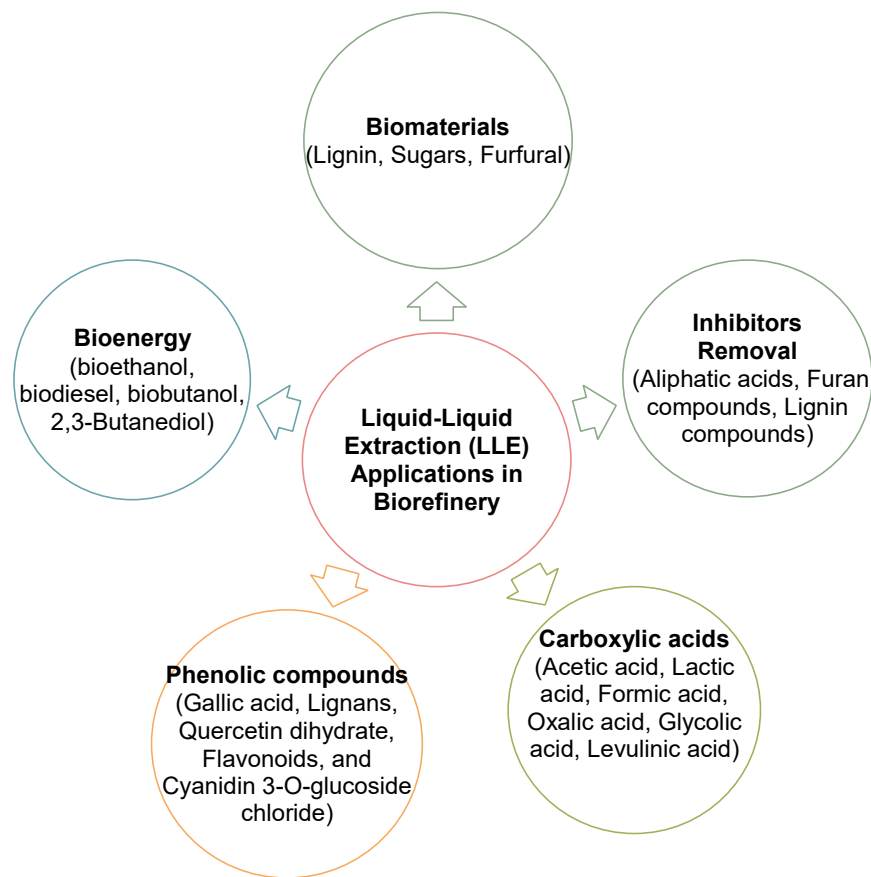 Biomaterials
(Lignin, Sugars, Furfural)
Bioenergy
(bioethanol,
biodiesel, biobutanol,
2,3-Butanediol)
Inhibitors
Removal
(Aliphatic acids, Furan
compounds, Lignin
compounds)
Liquid-Liquid
Extraction (LLE)
Applications in
Biorefinery
Phenolic compounds
(Gallic acid, Lignans,
Quercetin dihydrate,
Flavonoids, and
Cyanidin 3-O-glucoside
chloride)
Carboxylic acids
(Acetic acid, Lactic
acid, Formic acid,
Oxalic acid, Glycolic
acid, Levulinic acid)